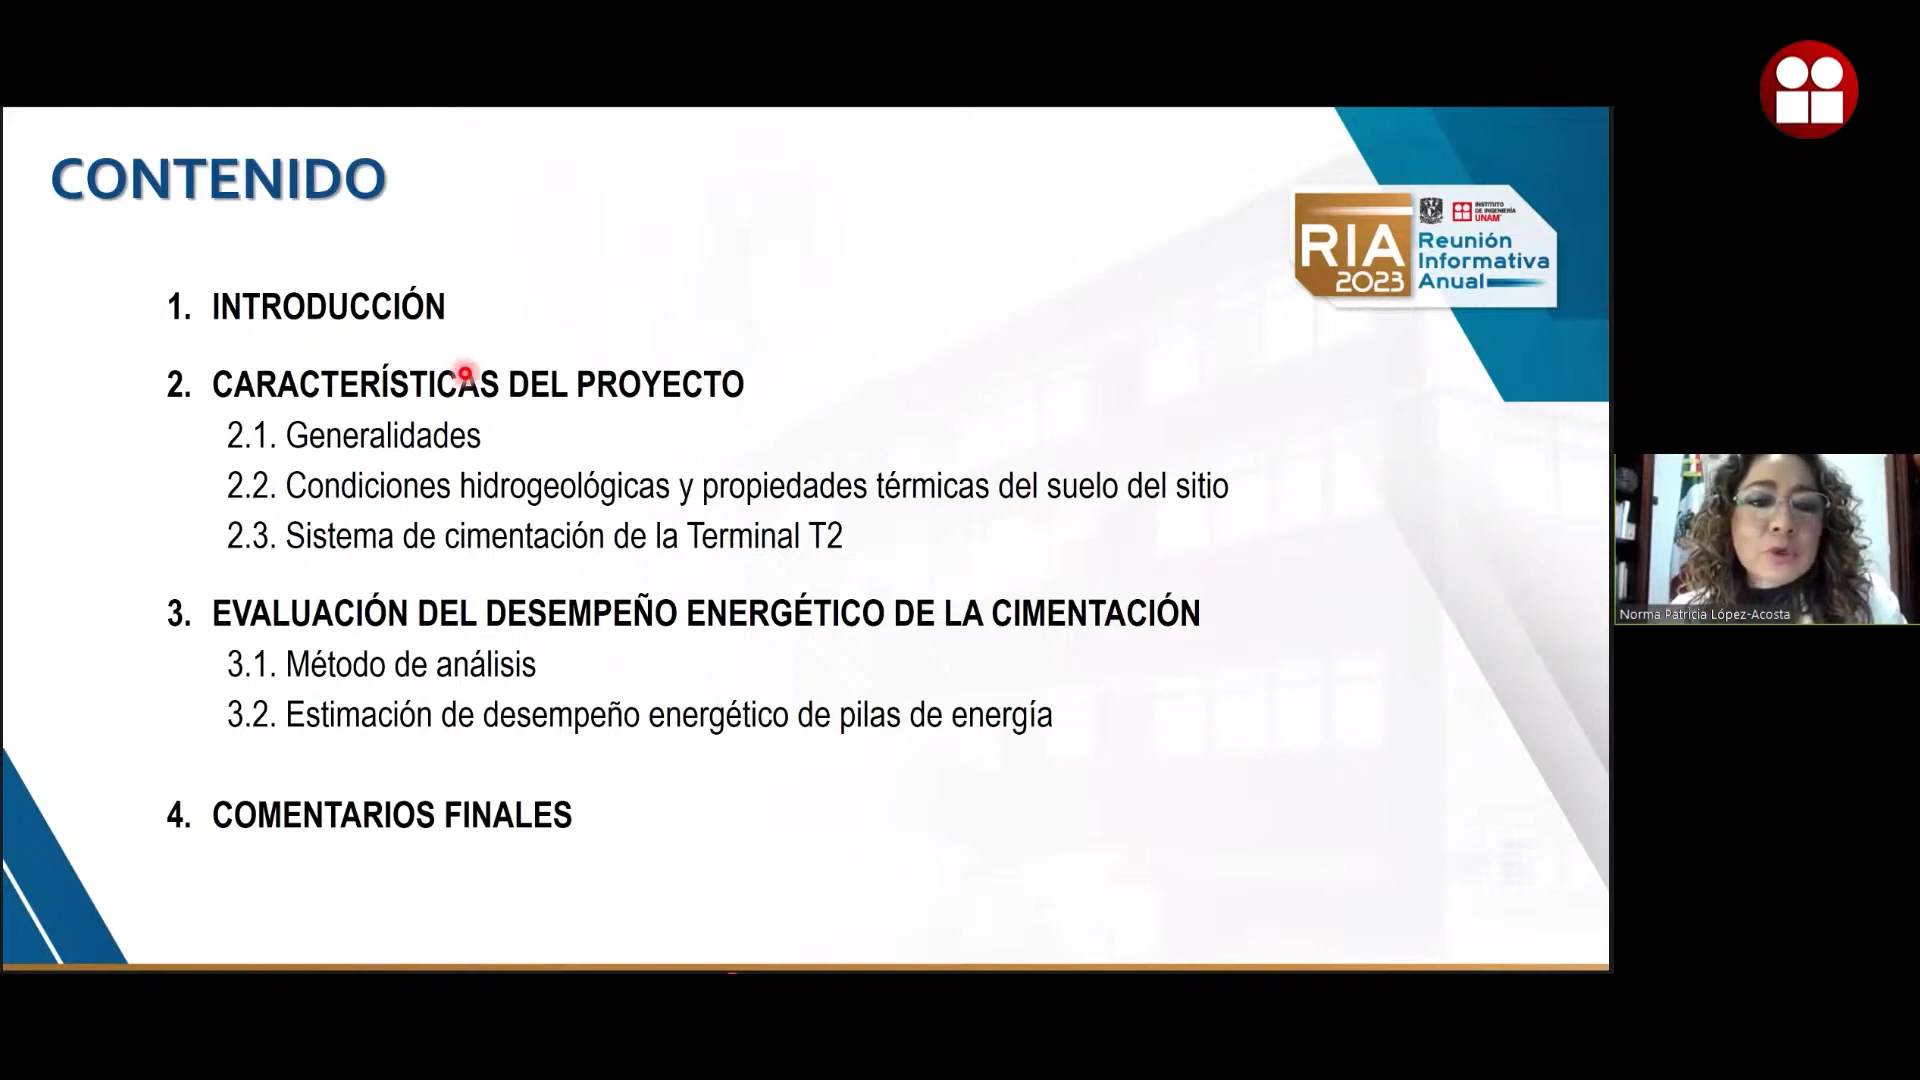 CONTENIDO
RIA
2023
INSTITUTO
DE INGENIERÍA
UNAM
Reunión
Informativa
Anual
1. INTRODUCCIÓN
2. CARACTERÍSTICAS DEL PROYECTO
2.1. Generalidades
2.2. Condiciones hidrogeológicas y propiedades térmicas del suelo del sitio
2.3. Sistema de cimentación de la Terminal T2
3. EVALUACIÓN DEL DESEMPEÑO ENERGÉTICO DE LA CIMENTACIÓN
3.1. Método de análisis
3.2. Estimación de desempeño energético de pilas de energía
4. COMENTARIOS FINALES
Norma Patricia López-Acosta